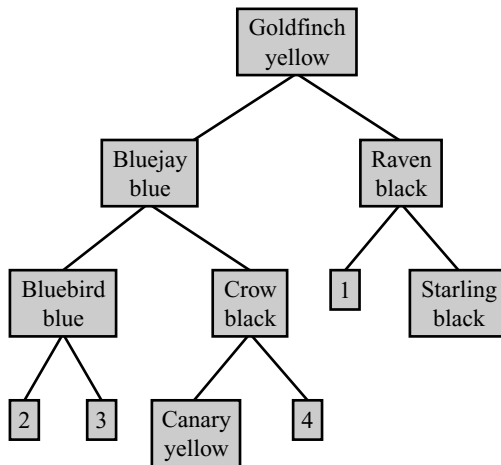 Goldfinch
yellow
Bluejay
blue
Raven
black
Bluebird
blue
Crow
black
1
Starling
black
2
3
Canary
yellow
4